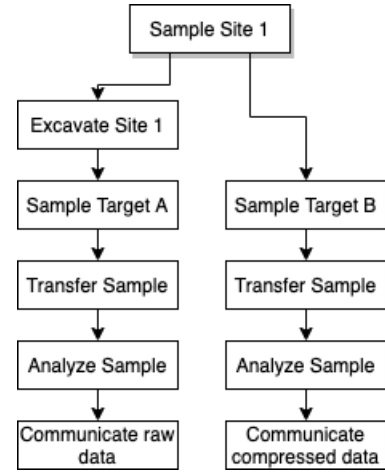 Sample Site 1
Excavate Site 1
Sample Target A
Sample Target B
Transfer Sample
Transfer Sample
Analyze Sample
Analyze Sample
Communicate raw
data
Communicate
compressed data